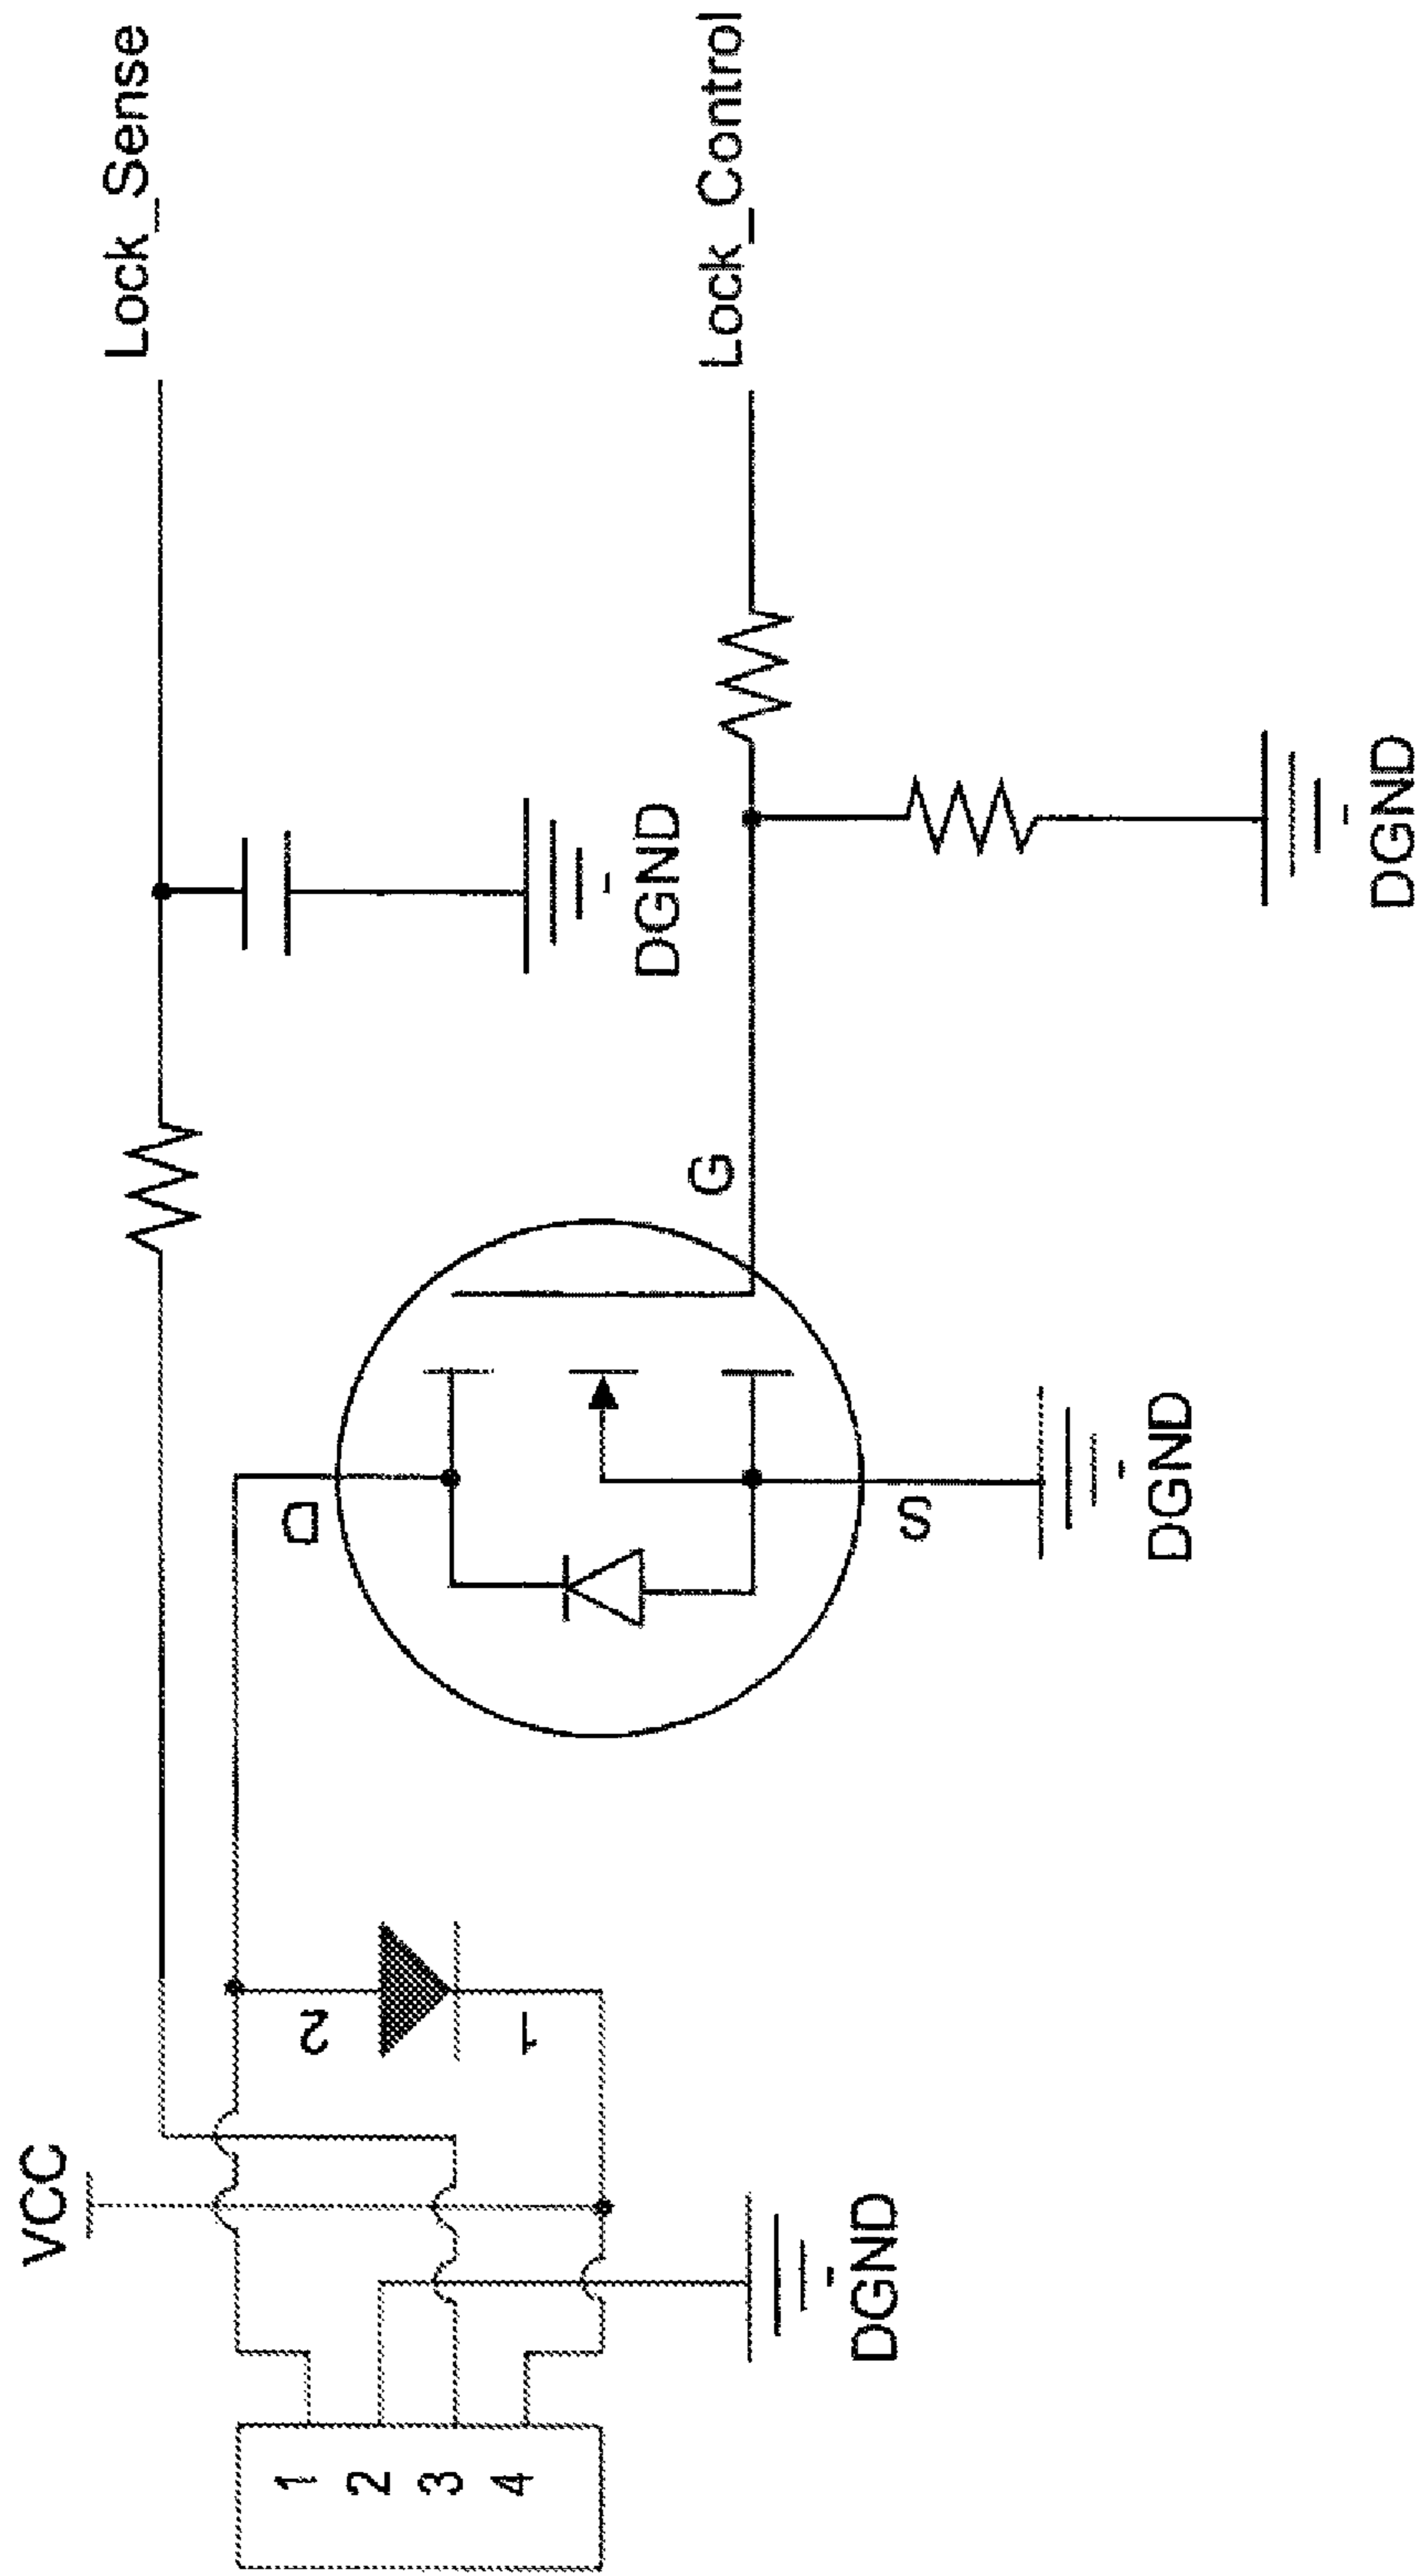 Lock_Sense
Lock_Control
DGND
DGND
G
D
S
DGND
2
1
VCC
DGND
1
2
3
4